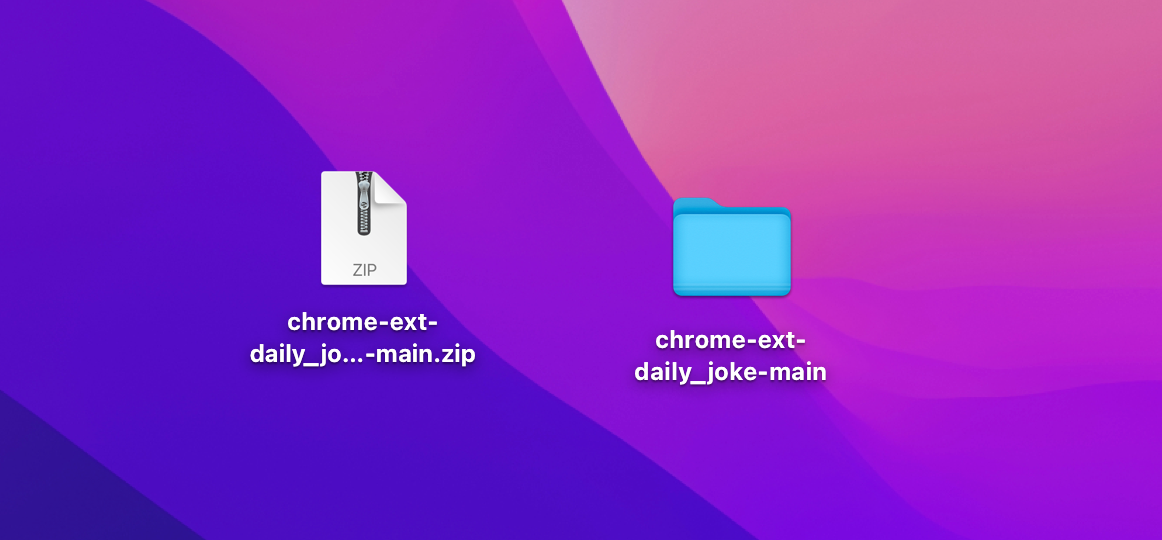 ZIP
chrome-ext-
daily_jo...-main.zip
chrome-ext-
daily_joke-main